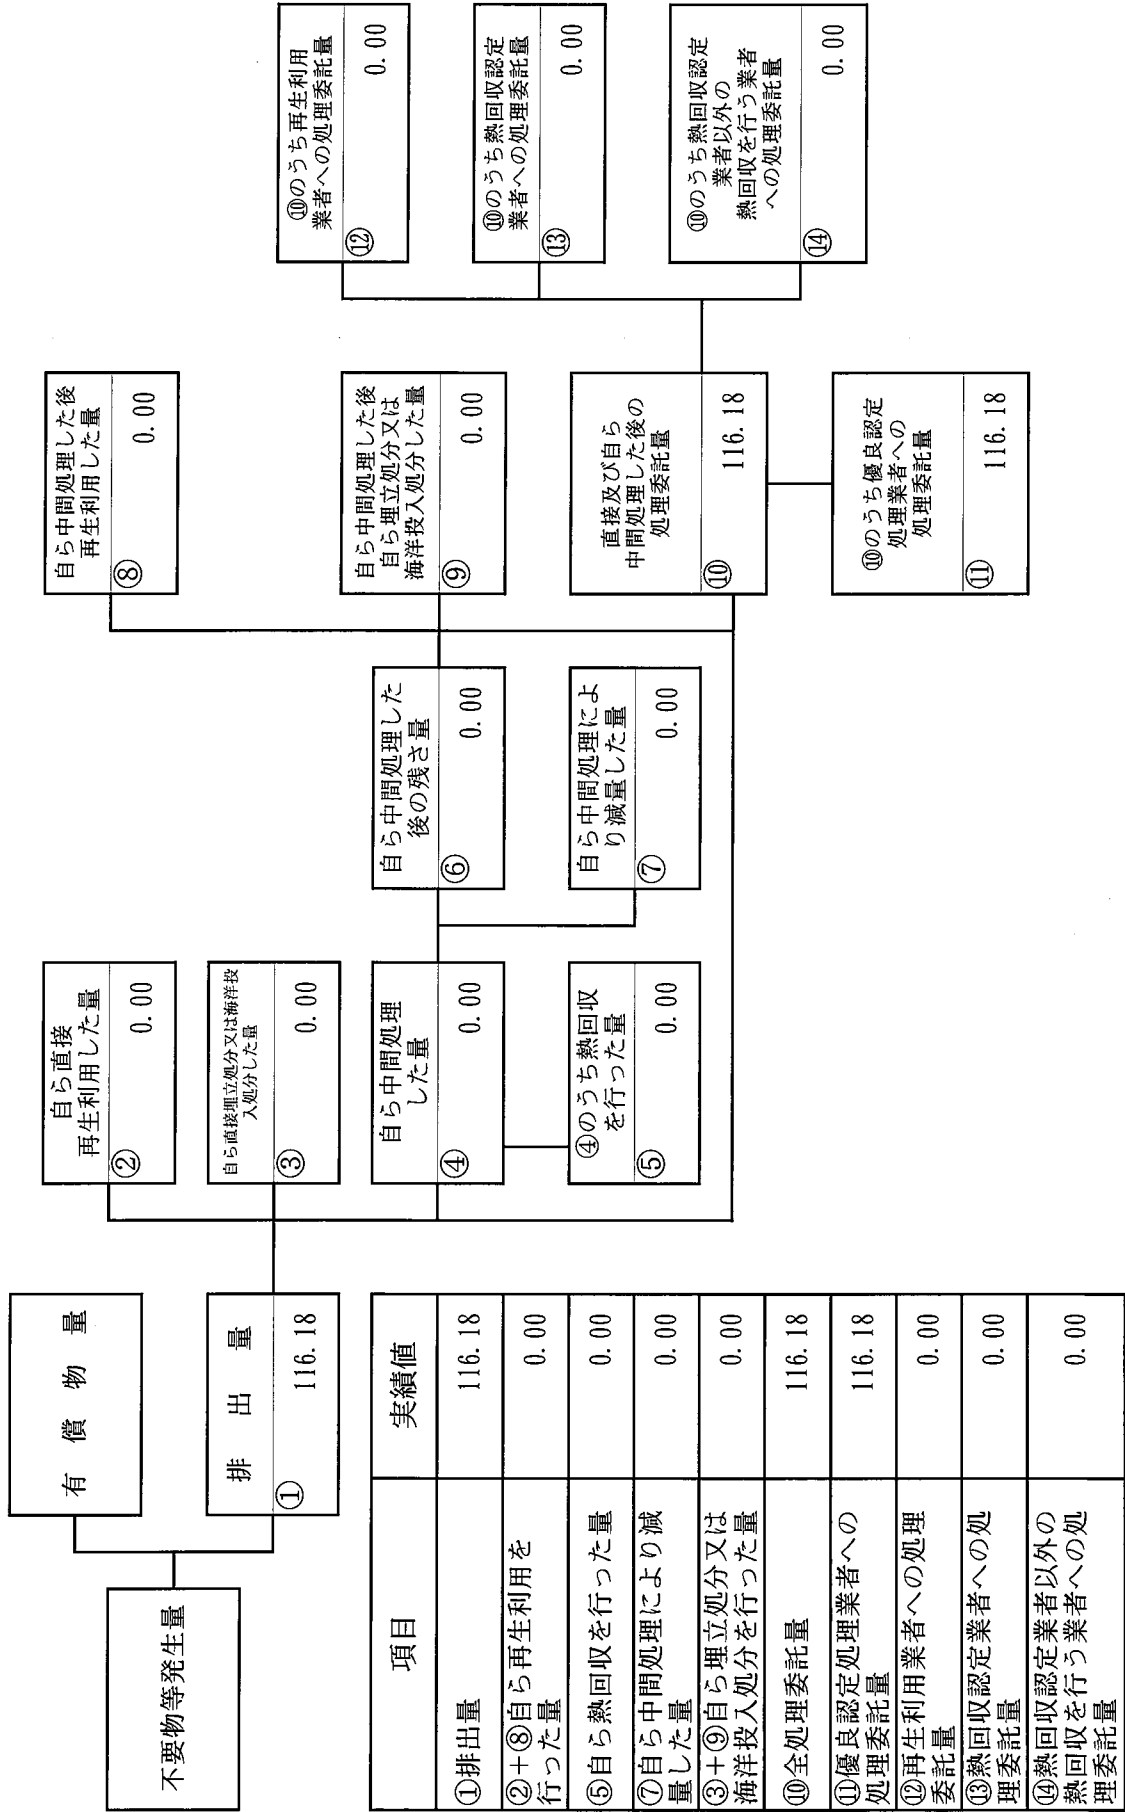 不要物等発生量
有償物量
排出量
① 116.18
自ら直接
再生利用した量
② 0.00
自ら直接埋立処分又は海洋投
入処分した量
③ 0.00
自ら中間処理
した量
④ 0.00
④のうち熱回収
を行った量
⑤ 0.00
自ら中間処理した
後の残さ量
⑥ 0.00
自ら中間処理によ
り減量した量
⑦ 0.00
自ら中間処理した後
再生利用した量
⑧ 0.00
自ら中間処理した後
自ら埋立処分又は
海洋投入処分した量
⑨ 0.00
直接及び自ら
中間処理した後の
処理委託量
⑩ 116.18
⑩のうち優良認定
処理業者への
処理委託量
⑪ 116.18
⑩のうち再生利用
業者への処理委託量
⑫ 0.00
⑩のうち熱回収認定
業者への処理委託量
⑬ 0.00
⑩のうち熱回収認定
業者以外の
熱回収を行う業者
への処理委託量
⑭ 0.00
項目 実績値
①排出量 116.18
②+⑧自ら再生利用を
行った量 0.00
⑤自ら熱回収を行った量 0.00
⑦自ら中間処理により減
量した量 0.00
③+⑨自ら埋立処分又は
海洋投入処分を行った量 0.00
⑩全処理委託量 116.18
⑪優良認定処理業者への
処理委託量 116.18
⑫再生利用業者への処理
委託量 0.00
⑬熱回収認定業者への処
理委託量 0.00
⑭熱回収認定業者以外の
熱回収を行う業者への処
理委託量 0.00